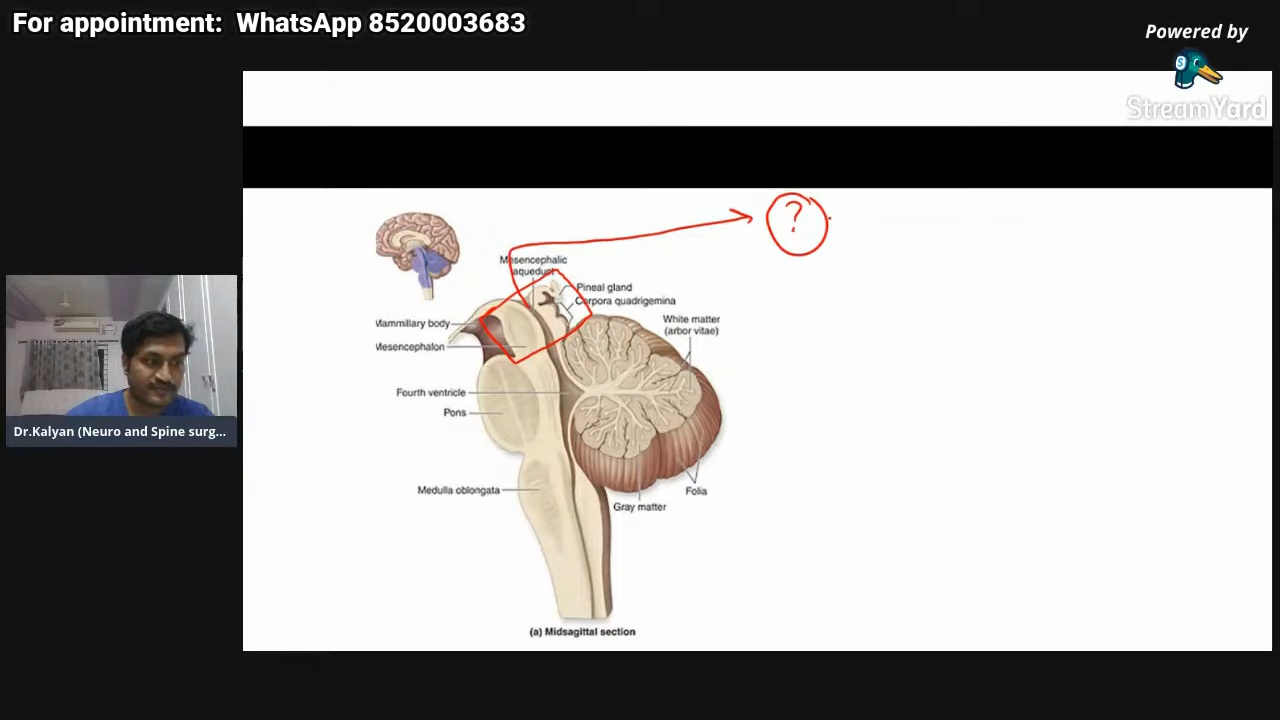 For appointment: WhatsApp 8520003683
Powered by
S
StreamYard
?
Mesencephalic
aqueduct
Pineal gland
Corpora quadrigemina
White matter
(arbor vitae)
Mammillary body
Mesencephalon
Fourth ventricle
Pons
Medulla oblongata
Folia
Gray matter
(a) Midsagittal section
Dr.Kalyan (Neuro and Spine surg...